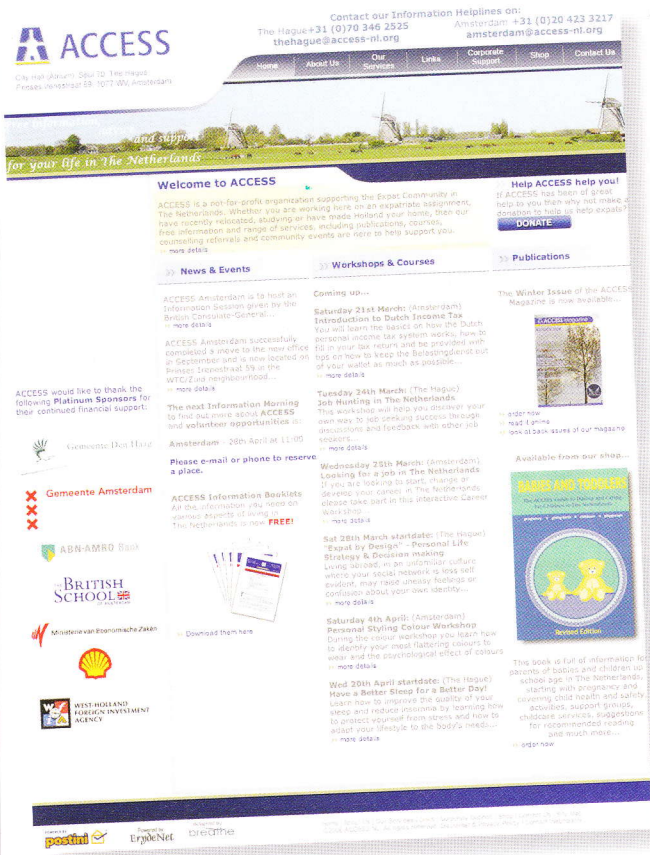 ACCESS
City Hall (Atrium), Spui 70, The Hague
Contact our Information Helplines on:
The Hague +31 (0)70 346 2525
thehague@access-nl.org
Amsterdam +31 (0)20 423 3217
amsterdam@access-nl.org
Home
About Us
Our
Services
Links
Corporate
Support
Shop
Contact Us
and support
for your life in The Netherlands
Welcome to ACCESS
ACCESS is a not-for-profit organization supporting the Expat Community in
The Netherlands. Whether you are working here on an expatriate assignment,
have recently relocated, studying or have made Holland your home, then our
free information and range of services, including publications, courses,
counselling referrals and community events are here to help support you.
more details
Help ACCESS help you!
If ACCESS has been of great
help to you then why not make a
donation to help us help expats?
DONATE
News & Events
ACCESS Amsterdam is to host an
Information Session given by the
British Consulate-General...
more details
ACCESS Amsterdam successfully
completed a move to the new office
in September and is now located on
Prinses Irenestraat 59 in the
WTC/Zuid neighbourhood...
more details
The next Information Morning
to find out more about ACCESS
and volunteer opportunities is:
Amsterdam - 28th April at 11:00
Please e-mail or phone to reserve
a place.
ACCESS Information Booklets
All the information you need on
various aspects of living in
The Netherlands is now FREE!
Download them here
Workshops & Courses
Coming up...
Saturday 21st March: (Amsterdam)
Introduction to Dutch Income Tax
You will learn the basics on how the Dutch
personal income tax system works, how to
fill in your tax return and be provided with
tips on how to keep the Belastingdienst out
of your wallet as much as possible...
more details
Tuesday 24th March: (The Hague)
Job Hunting in The Netherlands
This workshop will help you discover your
own way to job seeking success through
discussions and feedback with other job
seekers...
more details
Wednesday 25th March: (Amsterdam)
Looking for a job in The Netherlands
If you are looking to start, change or
develop your career in The Netherlands
please take part in this interactive Career
Workshop
more details
Sat 28th March startdate: (The Hague)
"Expat by Design" - Personal Life
Strategy & Decision making
Living abroad, in an unfamiliar culture
where your social network is less self
evident, may raise uneasy feelings or
confusion about your own identity...
more details
Saturday 4th April: (Amsterdam)
Personal Styling Colour Workshop
During the colour workshop you learn how
to identify your most flattering colours to
wear and the psychological effect of colours
more details
Wed 20th April startdate: (The Hague)
Have a Better Sleep for a Better Day!
Learn how to improve the quality of your
sleep and reduce insomnia by learning how
to protect yourself from stress and how to
adapt your lifestyle to the body's needs...
more details
Publications
The Winter Issue of the ACCESS
Magazine is now available...
ACCESS Magazine
order now
read it online
look at back issues of our magazine
Available from our shop...
BABIES AND TODDLERS
Revised Edition
This book is full of information for
parents of babies and children up
school age in The Netherlands,
starting with pregnancy and
covering child health and safety,
activities, support groups,
childcare services, suggestions
for recommended reading
and much more...
order now
ACCESS would like to thank the
following Platinum Sponsors for
their continued financial support:
Gemeente Den Haag
Gemeente Amsterdam
ABN-AMRO Bank
THE BRITISH
SCHOOL
Ministerie van Economische Zaken
WEST-HOLLAND
FOREIGN INVESTMENT
AGENCY
postini
Powered by
ErydeNet
breathe